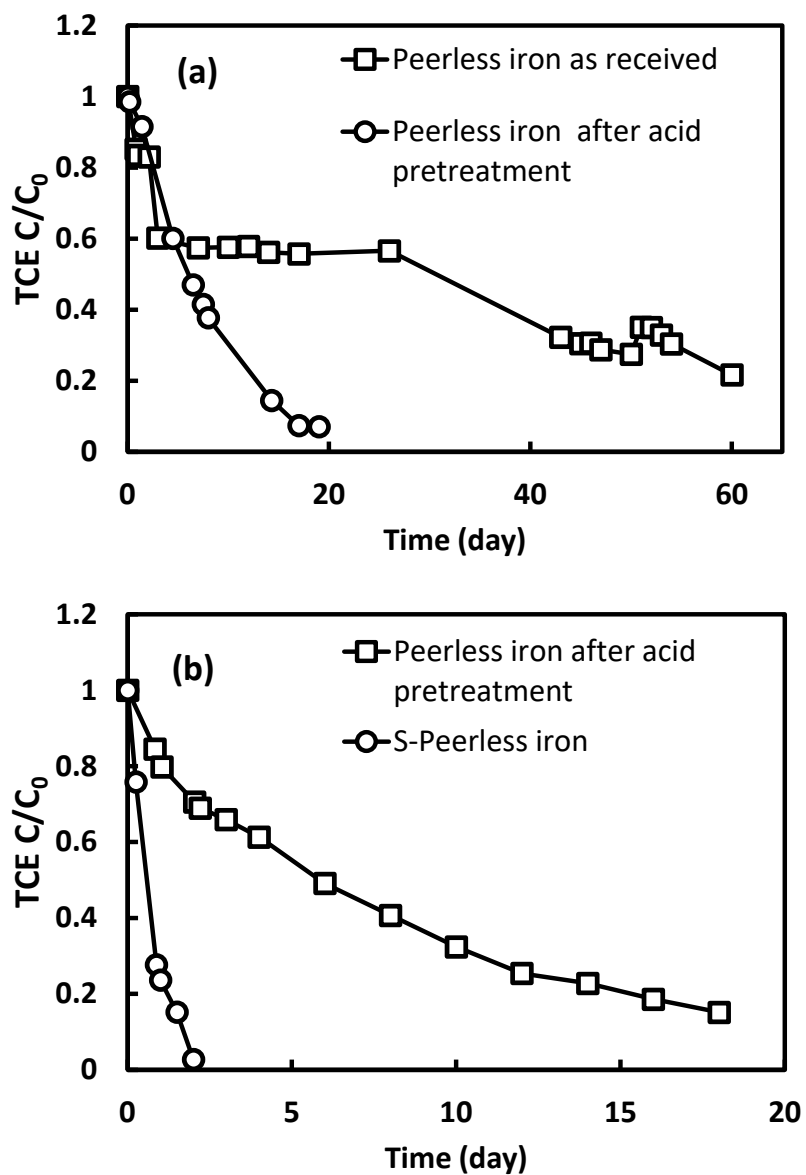 1.2
(a)
Peerless iron as received
1
Peerless iron  after acid
pretreatment
0.8
0.6
0.4
0.2
0
TCE C/C₀
0 20 40 60
Time (day)
1.2
(b)
Peerless iron after acid
pretreatment
1
S-Peerless iron
0.8
0.6
0.4
0.2
0
TCE C/C₀
0 5 10 15 20
Time (day)